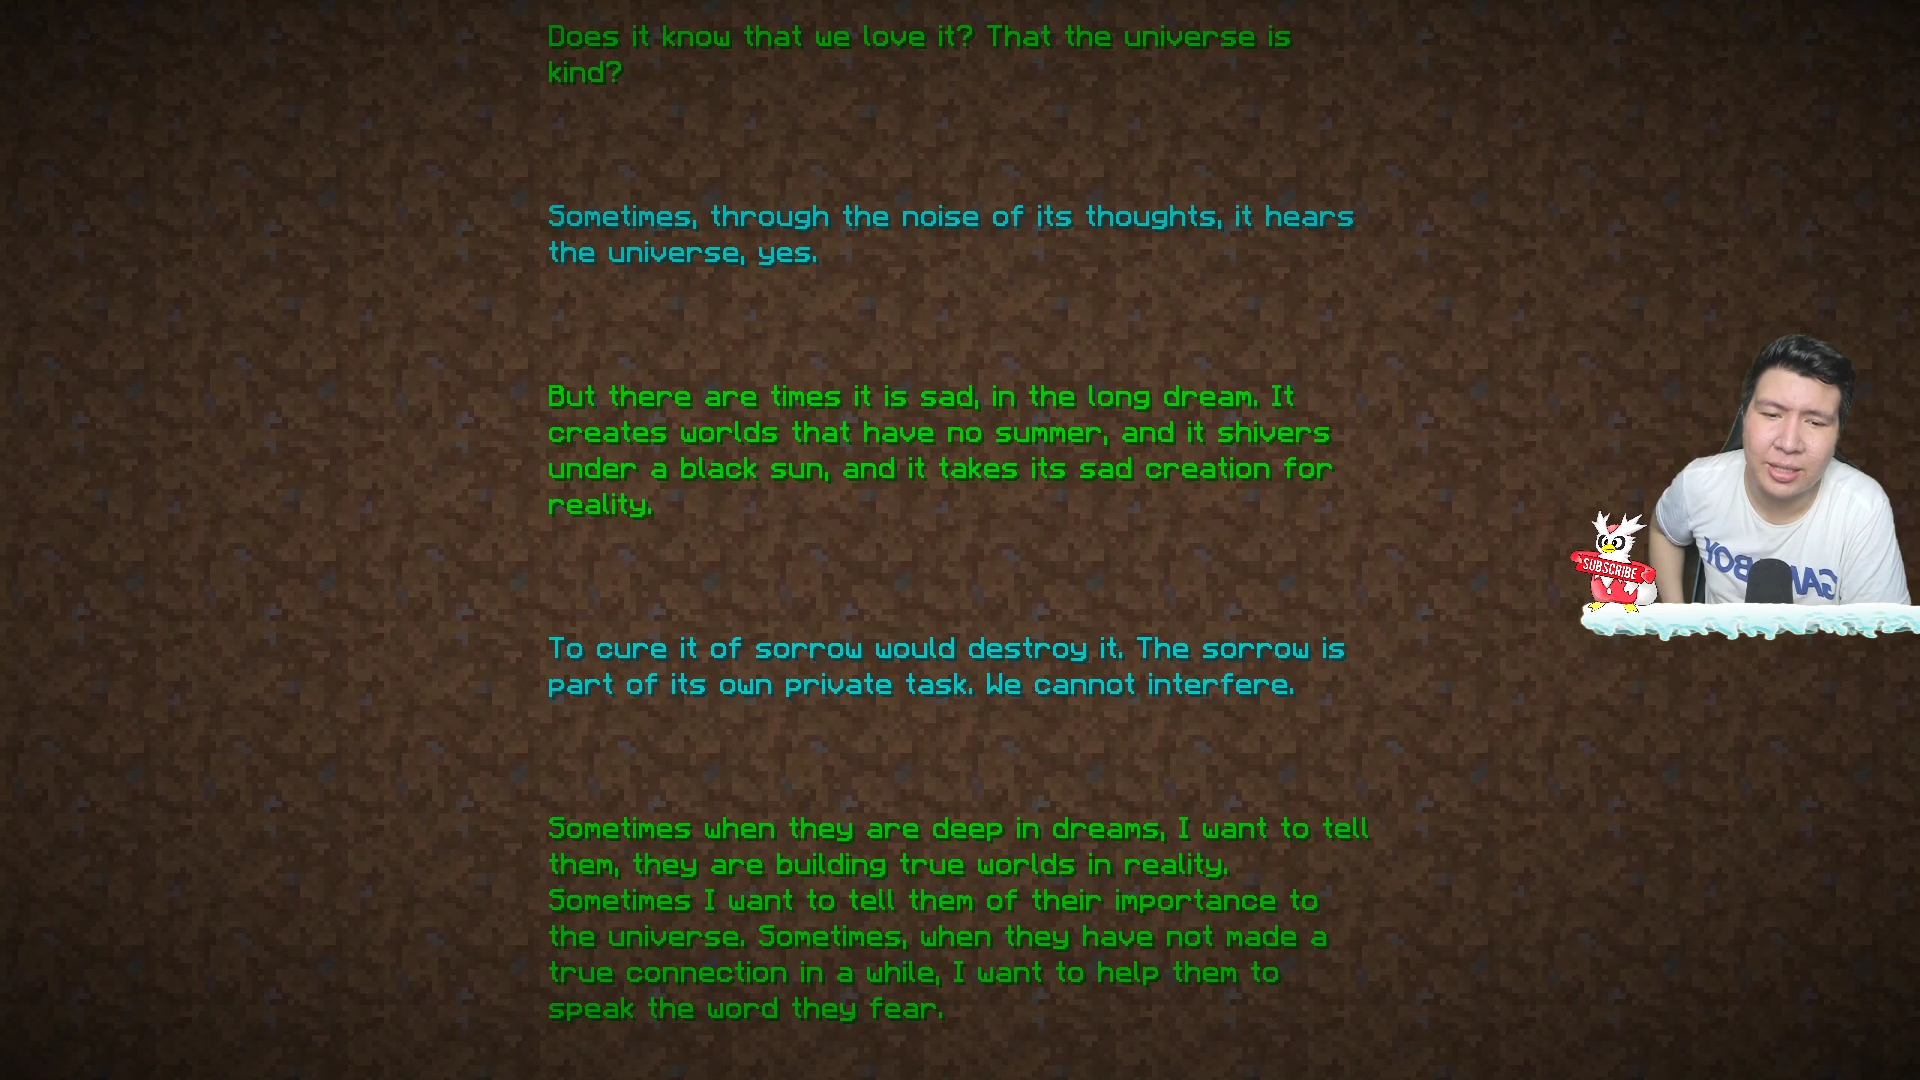 Does it know that we love it? That the universe is
kind?
Sometimes, through the noise of its thoughts, it hears
the universe, yes.
But there are times it is sad, in the long dream. It
creates worlds that have no summer, and it shivers
under a black sun, and it takes its sad creation for
reality.
To cure it of sorrow would destroy it. The sorrow is
part of its own private task. We cannot interfere.
Sometimes when they are deep in dreams, I want to tell
them, they are building true worlds in reality.
Sometimes I want to tell them of their importance to
the universe. Sometimes, when they have not made a
true connection in a while, I want to help them to
speak the word they fear.
SUBSCRIBE